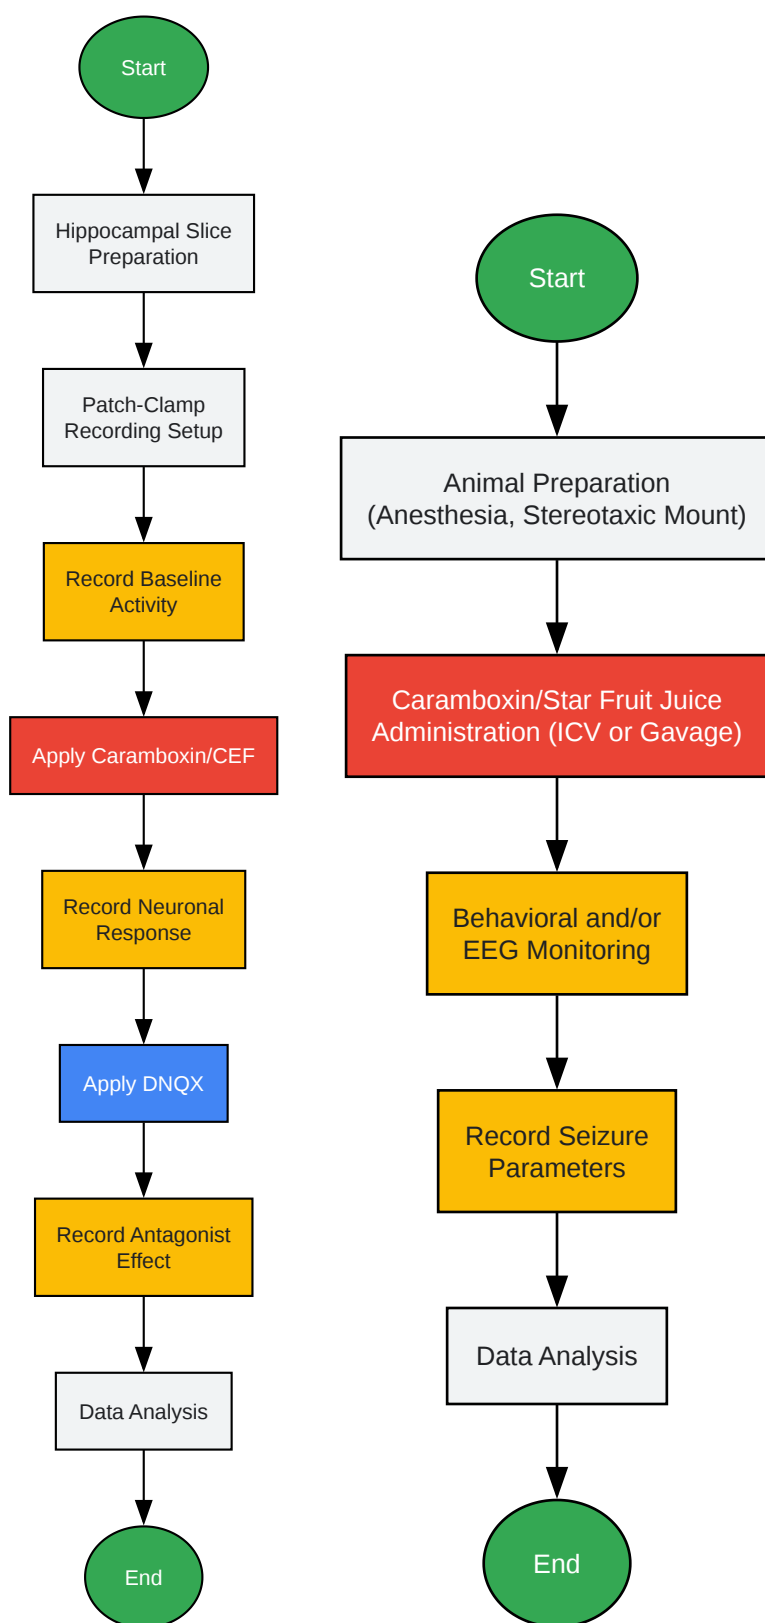 Start
Hippocampal Slice
Preparation
Patch-Clamp
Recording Setup
Record Baseline
Activity
Apply Caramboxin/CEF
Record Neuronal
Response
Apply DNQX
Record Antagonist
Effect
Data Analysis
End
Start
Animal Preparation
(Anesthesia, Stereotaxic Mount)
Caramboxin/Star Fruit Juice
Administration (ICV or Gavage)
Behavioral and/or
EEG Monitoring
Record Seizure
Parameters
Data Analysis
End